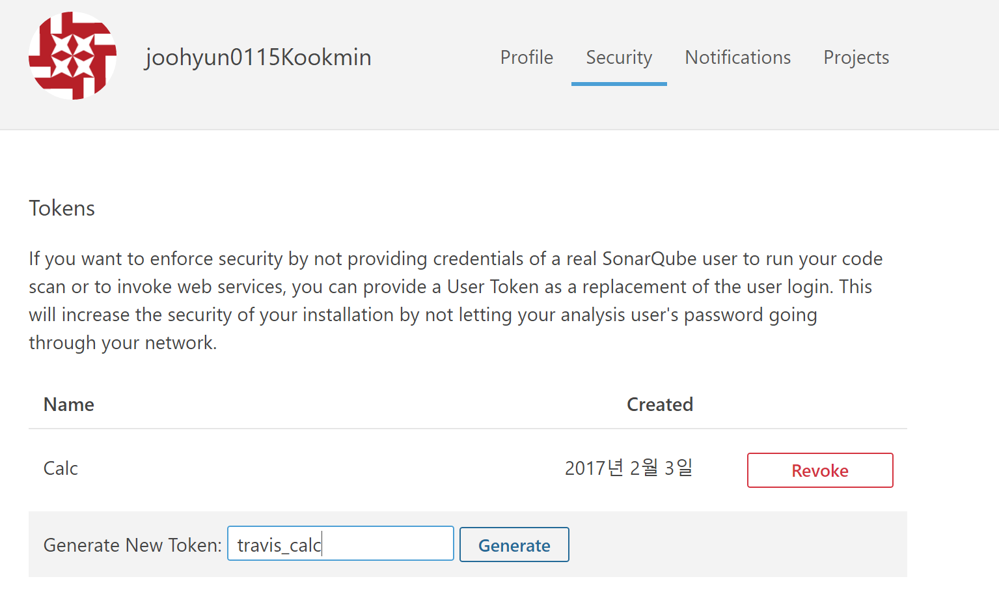 joohyun0115Kookmin Profile Security Notifications Projects
Tokens
If you want to enforce security by not providing credentials of a real SonarQube user to run your code
scan or to invoke web services, you can provide a User Token as a replacement of the user login. This
will increase the security of your installation by not letting your analysis user's password going
through your network.
Name Created
Calc 2017년 2월 3일 Revoke
Generate New Token: travis_calc Generate